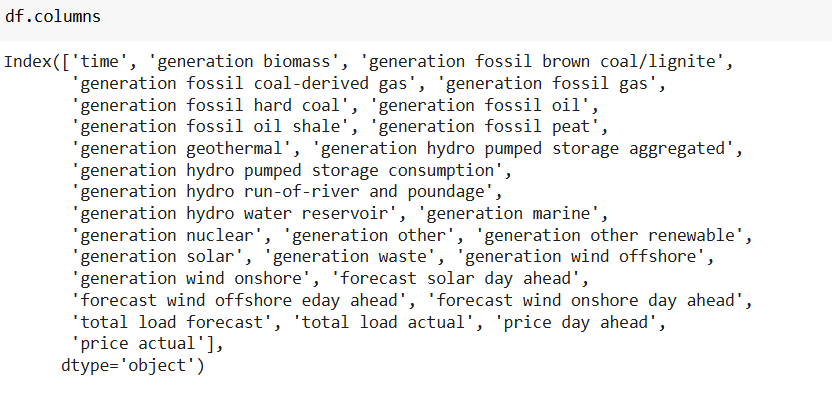 df.columns
Index(['time', 'generation biomass', 'generation fossil brown coal/lignite',
'generation fossil coal-derived gas', 'generation fossil gas',
'generation fossil hard coal', 'generation fossil oil',
'generation fossil oil shale', 'generation fossil peat',
'generation geothermal', 'generation hydro pumped storage aggregated',
'generation hydro pumped storage consumption',
'generation hydro run-of-river and poundage',
'generation hydro water reservoir', 'generation marine',
'generation nuclear', 'generation other', 'generation other renewable',
'generation solar', 'generation waste', 'generation wind offshore',
'generation wind onshore', 'forecast solar day ahead',
'forecast wind offshore eday ahead', 'forecast wind onshore day ahead',
'total load forecast', 'total load actual', 'price day ahead',
'price actual'],
dtype='object')